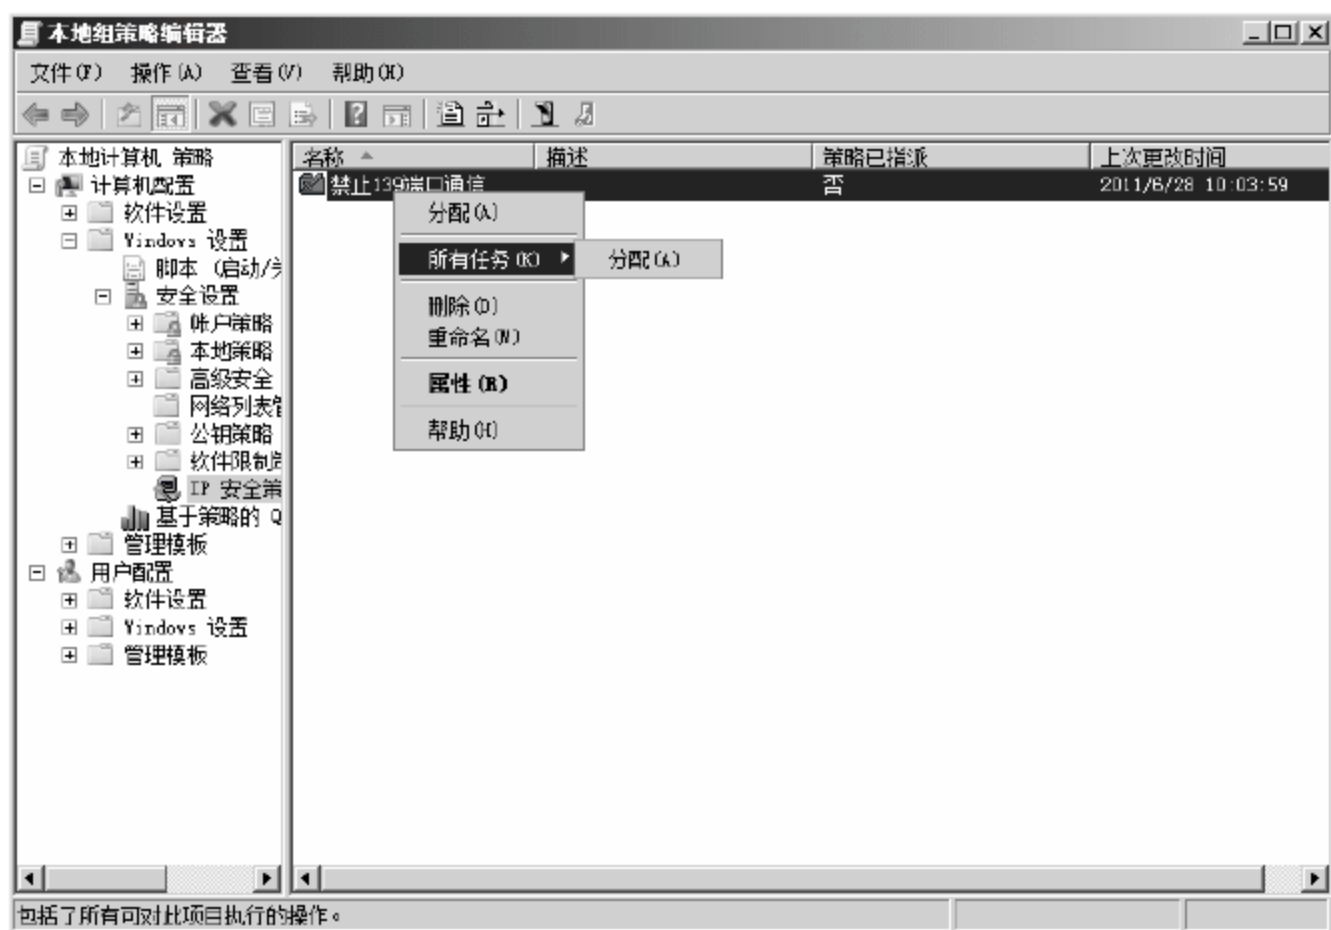 本地组策略编辑器
文件(F) 操作(A) 查看(V) 帮助(H)
本地计算机 策略
计算机配置
软件设置
Windows 设置
脚本 (启动/关
安全设置
帐户策略
本地策略
高级安全
网络列表管
公钥策略
软件限制策
IP 安全策
基于策略的 Q
管理模板
用户配置
软件设置
Windows 设置
管理模板
名称 描述 策略已指派 上次更改时间
禁止139端口通信 否 2011/6/28 10:03:59
分配(A)
所有任务(K) 分配(A)
删除(D)
重命名(M)
属性(R)
帮助(H)
包括了所有可对此项目执行的操作。